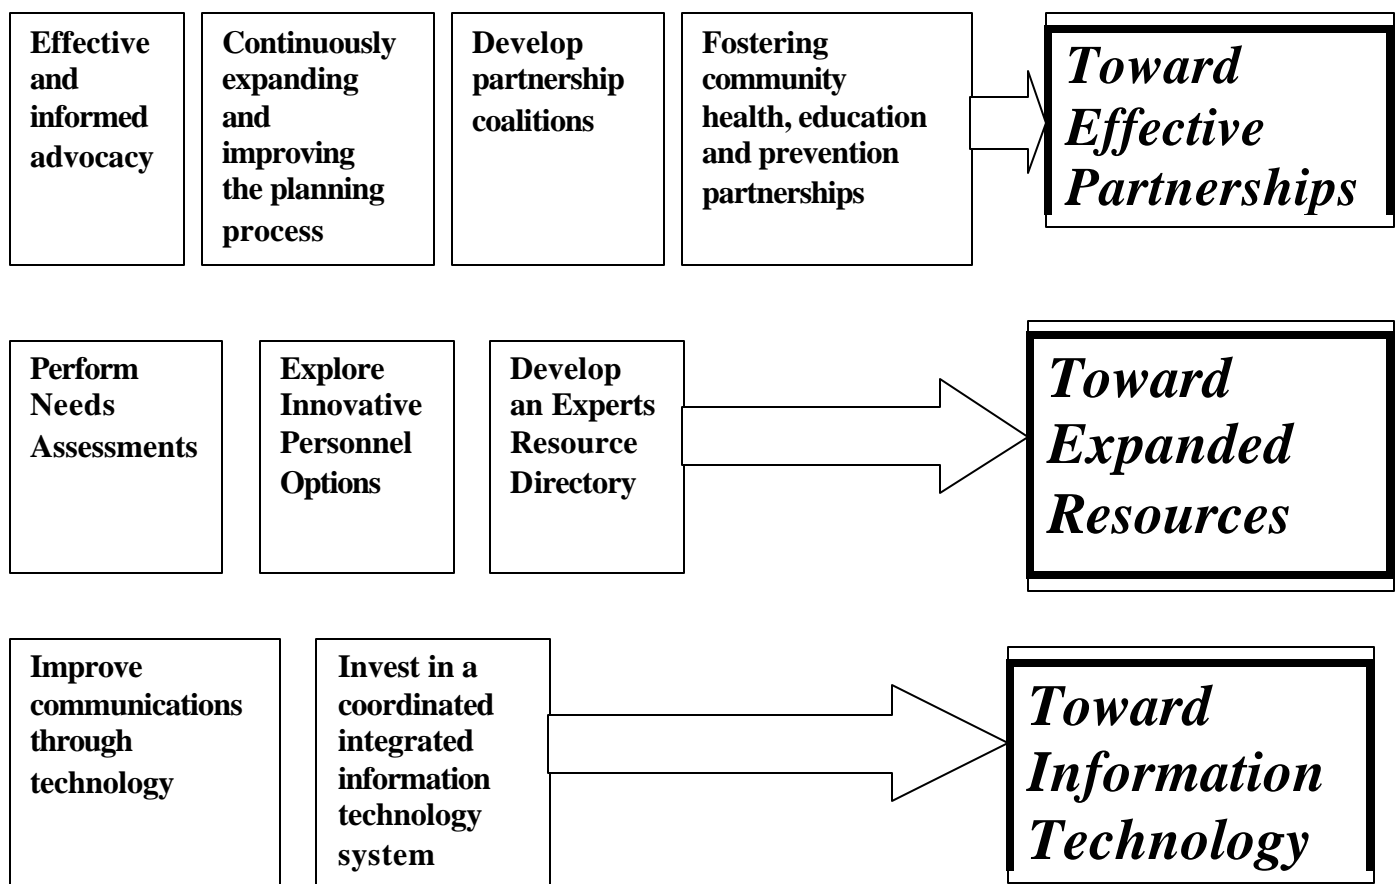 Effective
and
informed
advocacy
Continuously
expanding
and
improving
the planning
process
Develop
partnership
coalitions
Fostering
community
health, education
and prevention
partnerships
Toward
Effective
Partnerships
Perform
Needs
Assessments
Explore
Innovative
Personnel
Options
Develop
an Experts
Resource
Directory
Toward
Expanded
Resources
Improve
communications
through
technology
Invest in a
coordinated
integrated
information
technology
system
Toward
Information
Technology